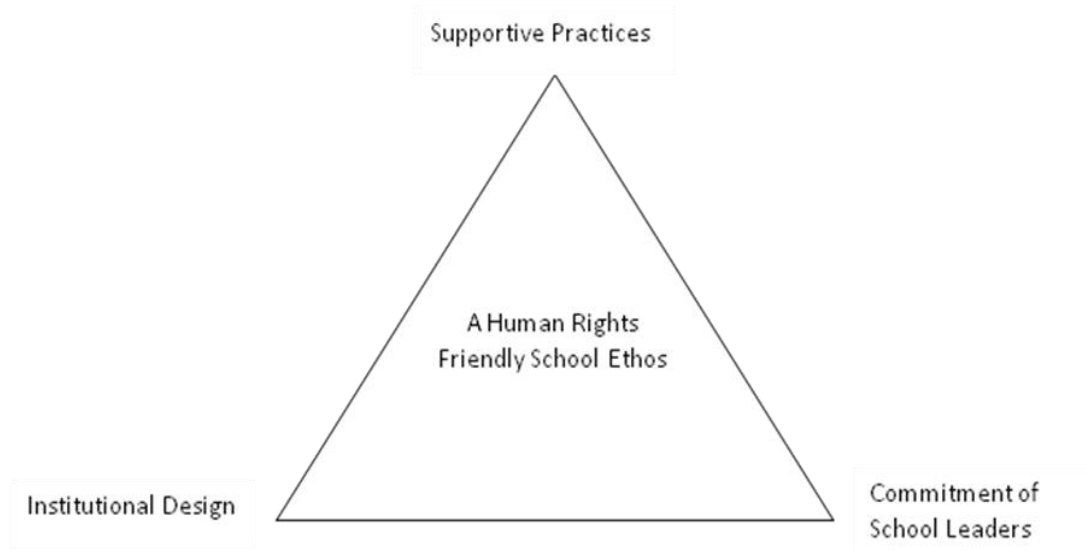 Supportive Practices
A Human Rights
Friendly School Ethos
Institutional Design
Commitment of
School Leaders